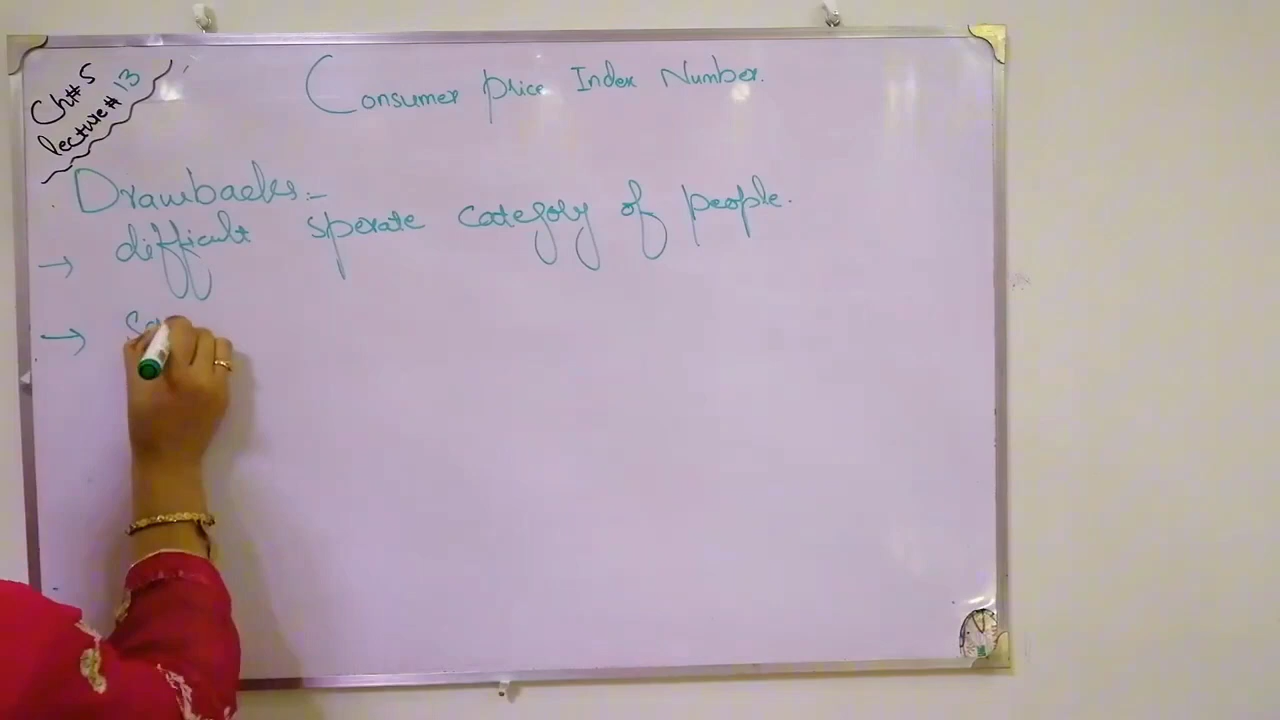 Ch# 5
lecture# 13
Consumer price Index Number.
Drawbacks:-
→ difficult sperate category of people.
→